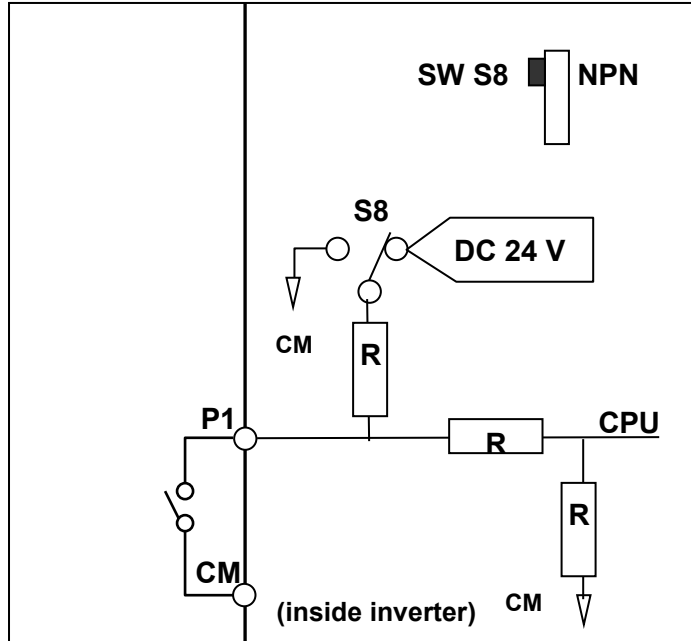 SW S8 NPN
S8
DC 24 V
CM
R
P1
R
CPU
R
CM
(inside inverter) CM